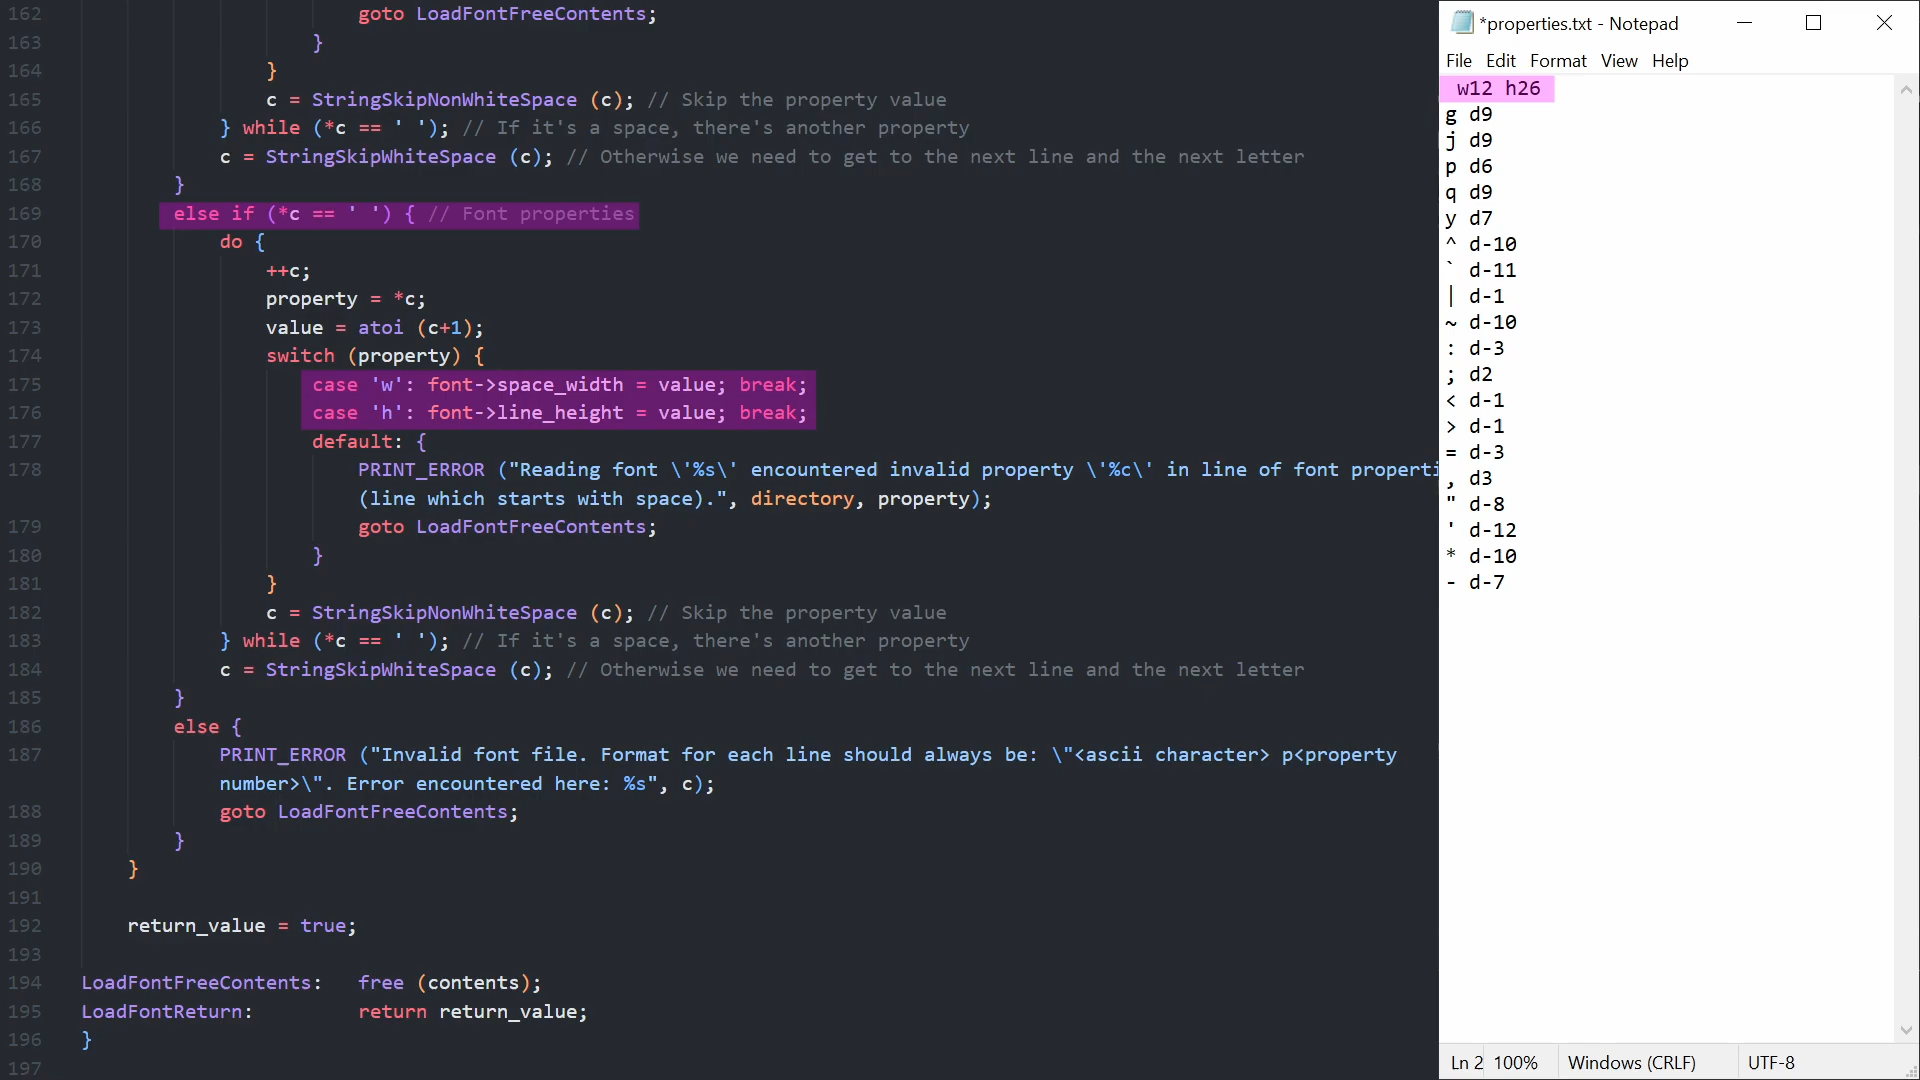 162 goto LoadFontFreeContents;
163 }
164 }
165 c = StringSkipNonWhiteSpace (c); // Skip the property value
166 } while (*c == ' '); // If it's a space, there's another property
167 c = StringSkipWhiteSpace (c); // Otherwise we need to get to the next line and the next letter
168 }
169 else if (*c == ' ') { // Font properties
170 do {
171 ++c;
172 property = *c;
173 value = atoi (c+1);
174 switch (property) {
175 case 'w': font->space_width = value; break;
176 case 'h': font->line_height = value; break;
177 default: {
178 PRINT_ERROR ("Reading font \'%s\' encountered invalid property \'%c\' in line of font properti
(line which starts with space).", directory, property);
179 goto LoadFontFreeContents;
180 }
181 }
182 c = StringSkipNonWhiteSpace (c); // Skip the property value
183 } while (*c == ' '); // If it's a space, there's another property
184 c = StringSkipWhiteSpace (c); // Otherwise we need to get to the next line and the next letter
185 }
186 else {
187 PRINT_ERROR ("Invalid font file. Format for each line should always be: \"<ascii character> p<property
number>\". Error encountered here: %s", c);
188 goto LoadFontFreeContents;
189 }
190 }
191
192 return_value = true;
193
194 LoadFontFreeContents: free (contents);
195 LoadFontReturn: return return_value;
196 }
197
*properties.txt - Notepad
File Edit Format View Help
w12 h26
g d9
j d9
p d6
q d9
y d7
^ d-10
` d-11
| d-1
~ d-10
: d-3
; d2
< d-1
> d-1
= d-3
, d3
" d-8
' d-12
* d-10
- d-7
Ln 2 100% Windows (CRLF) UTF-8